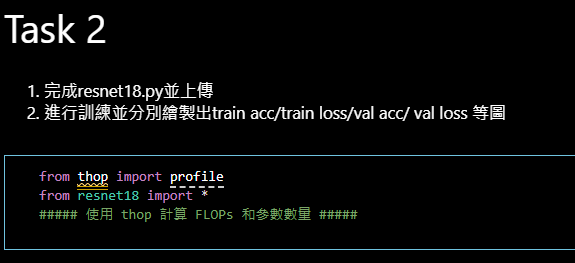 Task 2
1. 完成resnet18.py並上傳
2. 進行訓練並分別繪製出train acc/train loss/val acc/ val loss 等圖
from thop import profile
from resnet18 import *
##### 使用 thop 計算 FLOPs 和參數數量 #####